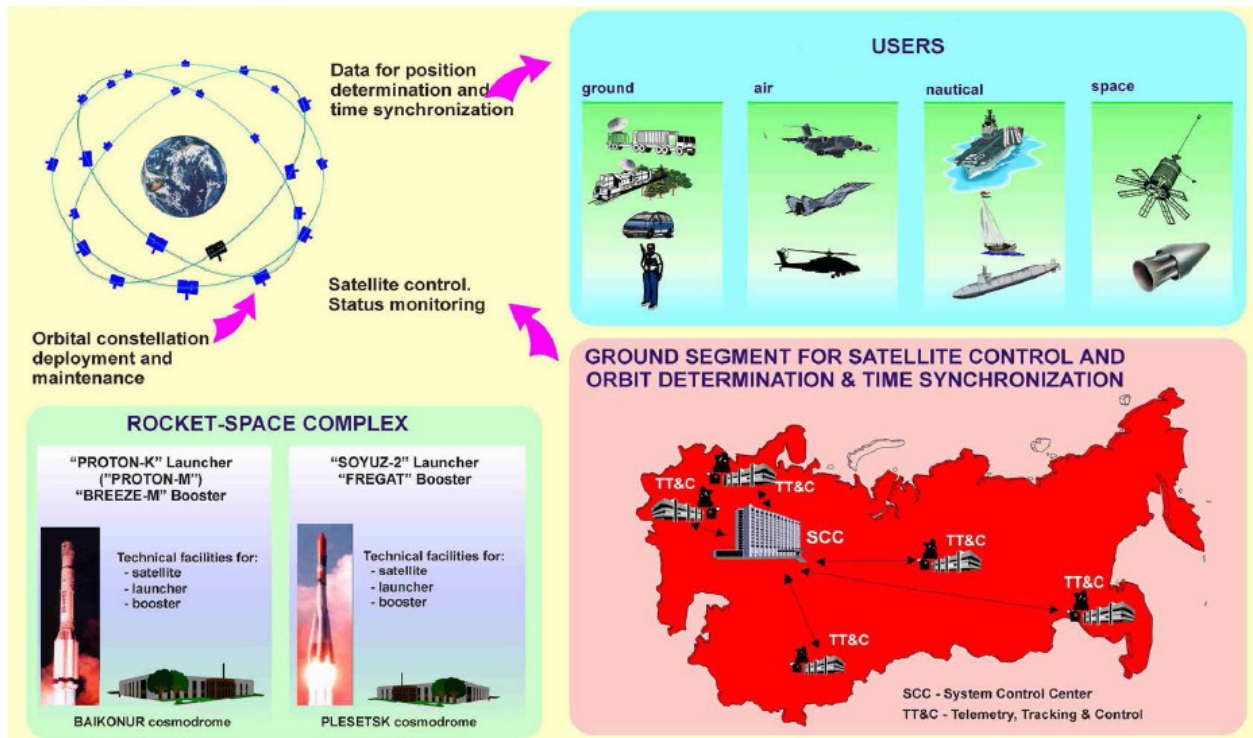 Data for position
determination and
time synchronization
Satellite control.
Status monitoring
Orbital constellation
deployment and
maintenance
USERS
ground
air
nautical
space
ROCKET-SPACE COMPLEX
“PROTON-K” Launcher
(”PROTON-M”)
“BREEZE-M” Booster
Technical facilities for:
- satellite
- launcher
- booster
BAIKONUR cosmodrome
“SOYUZ-2” Launcher
“FREGAT” Booster
Technical facilities for:
- satellite
- launcher
- booster
PLESETSK cosmodrome
GROUND SEGMENT FOR SATELLITE CONTROL AND
ORBIT DETERMINATION & TIME SYNCHRONIZATION
TT&C
TT&C
SCC
TT&C
TT&C
TT&C
SCC - System Control Center
TT&C - Telemetry, Tracking & Control